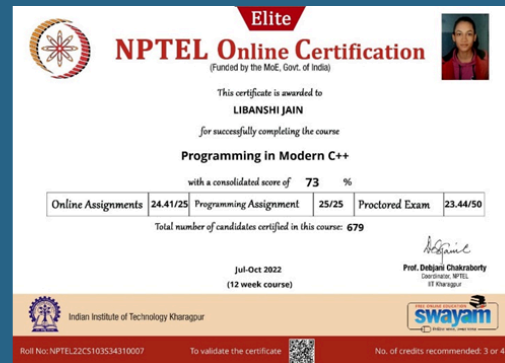 Elite
NPTEL Online Certification
(Funded by the MoE, Govt. of India)
This certificate is awarded to
LIBANSHI JAIN
for successfully completing the course
Programming in Modern C++
with a consolidated score of 73 %
Online Assignments 24.41/25 Programming Assignment 25/25 Proctored Exam 23.44/50
Total number of candidates certified in this course: 679
Jul-Oct 2022
(12 week course)
Prof. Debjani Chakraborty
Coordinator, NPTEL
IIT Kharagpur
Indian Institute of Technology Kharagpur
FREE ONLINE EDUCATION
swayam
Roll No: NPTEL22CS103S34310007
To validate the certificate
No. of credits recommended: 3 or 4